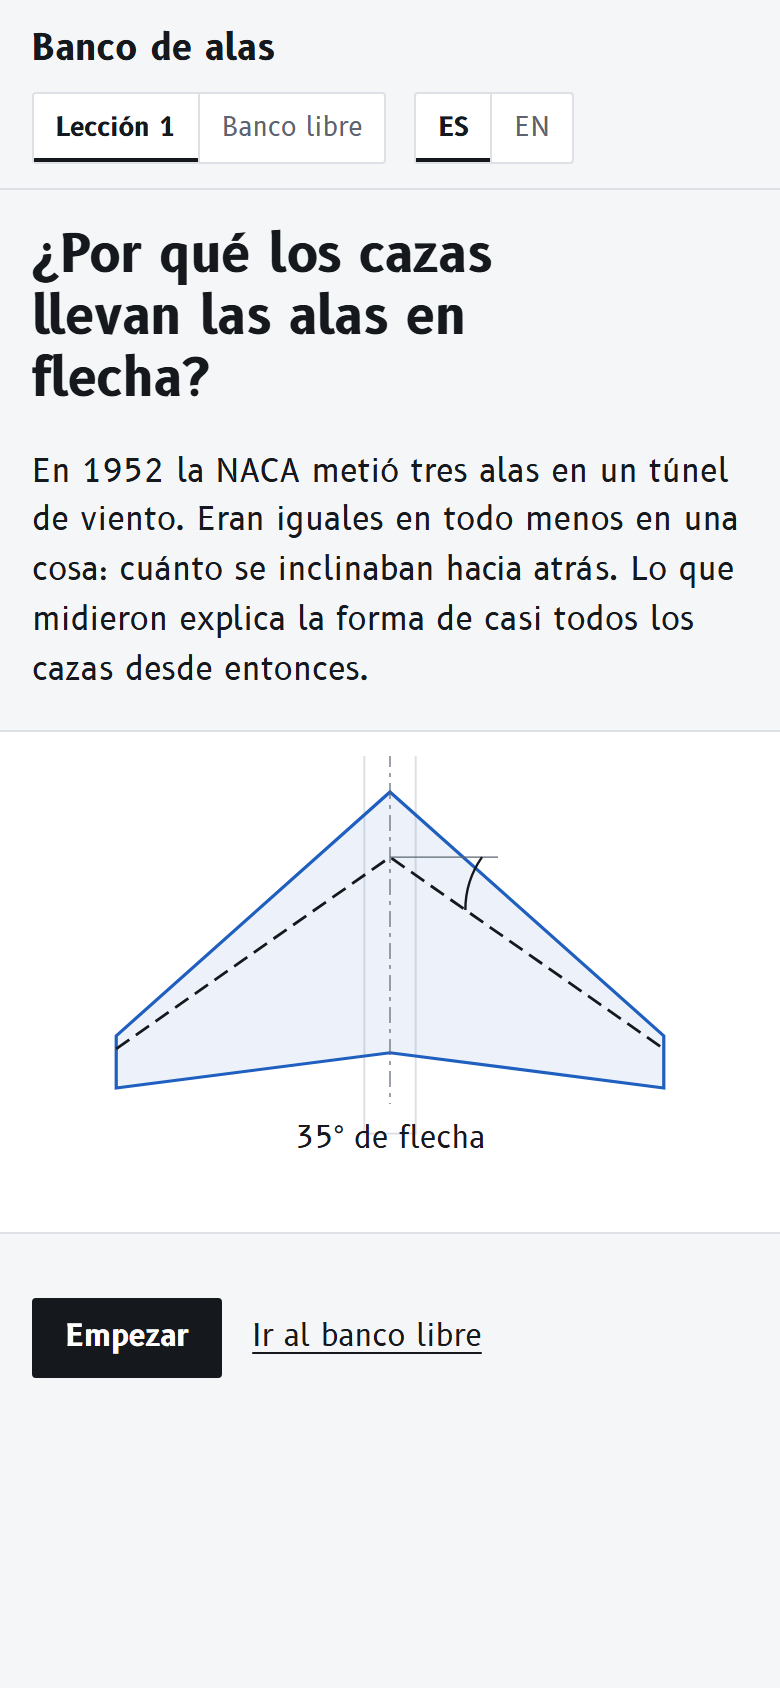 Banco de alas
Lección 1
Banco libre
ES
EN
¿Por qué los cazas
llevan las alas en
flecha?
En 1952 la NACA metió tres alas en un túnel
de viento. Eran iguales en todo menos en una
cosa: cuánto se inclinaban hacia atrás. Lo que
midieron explica la forma de casi todos los
cazas desde entonces.
35° de flecha
Empezar
Ir al banco libre